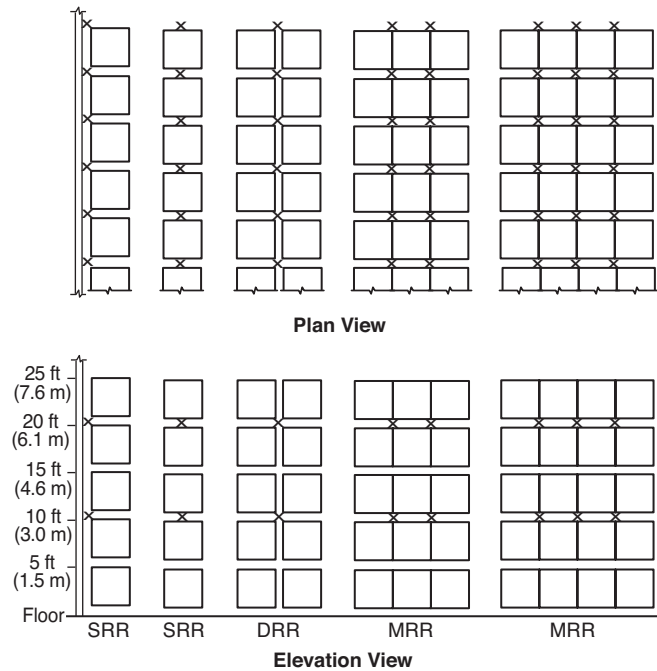 Plan View
25 ft
(7.6 m)
20 ft
(6.1 m)
15 ft
(4.6 m)
10 ft
(3.0 m)
5 ft
(1.5 m)
Floor
SRR SRR DRR MRR MRR
Elevation View